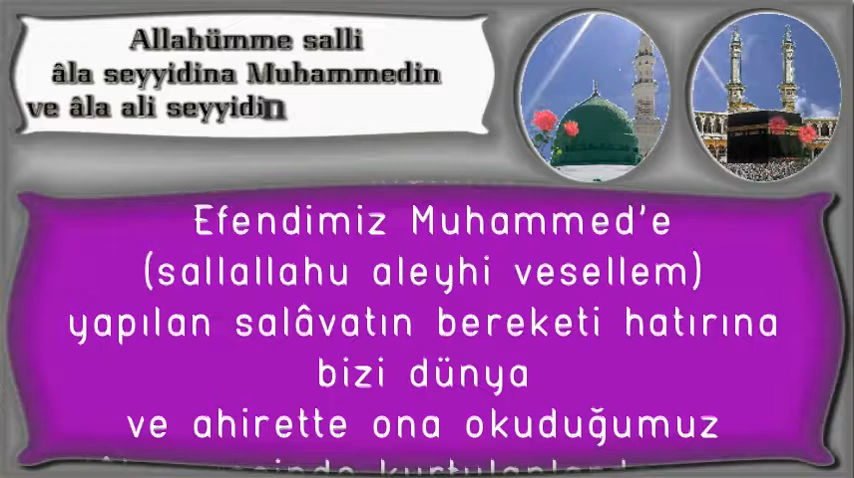 Allahümme salli
âla seyyidina Muhammedin
ve âla ali seyyidin
Efendimiz Muhammed'e
(sallallahu aleyhi vesellem)
yapılan salâvatın bereketi hatırına
bizi dünya
ve ahirette ona okuduğumuz